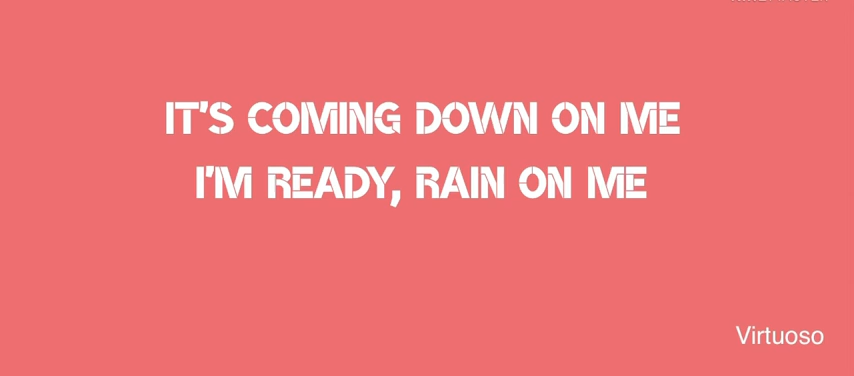 IT'S COMING DOWN ON ME
I'M READY, RAIN ON ME
Virtuoso